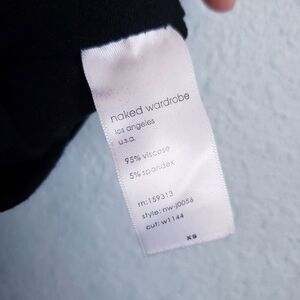 naked wardrobe
los angeles
u.s.a.
95% viscose
5% spandex
rn:159313
style: nw-j0056
cut: w1144
xs